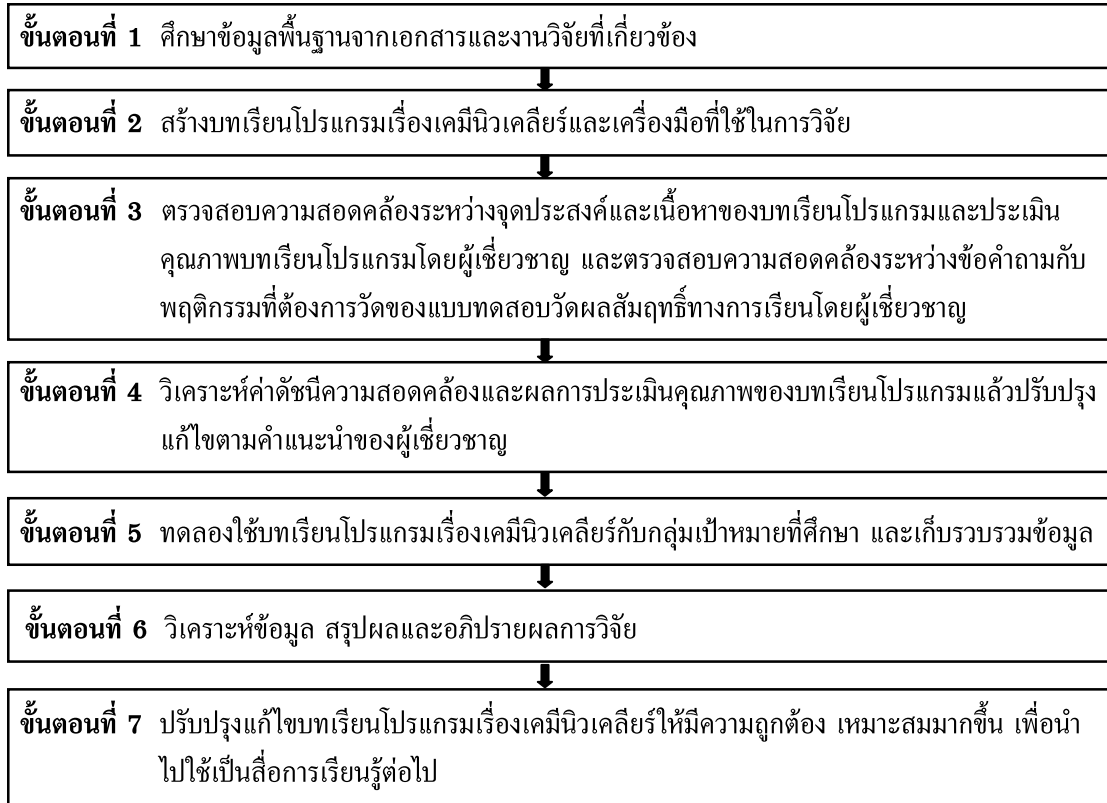 ขั้นตอนที่ 1 ศึกษาข้อมูลพื้นฐานจากเอกสารและงานวิจัยที่เกี่ยวข้อง
ขั้นตอนที่ 2 สร้างบทเรียนโปรแกรมเรื่องเคมีนิวเคลียร์และเครื่องมือที่ใช้ในการวิจัย
ขั้นตอนที่ 3 ตรวจสอบความสอดคล้องระหว่างจุดประสงค์และเนื้อหาของบทเรียนโปรแกรมและประเมิน
คุณภาพบทเรียนโปรแกรมโดยผู้เชี่ยวชาญ และตรวจสอบความสอดคล้องระหว่างข้อคำถามกับ
พฤติกรรมที่ต้องการวัดของแบบทดสอบวัดผลสัมฤทธิ์ทางการเรียนโดยผู้เชี่ยวชาญ
ขั้นตอนที่ 4 วิเคราะห์ค่าดัชนีความสอดคล้องและผลการประเมินคุณภาพของบทเรียนโปรแกรมแล้วปรับปรุง
แก้ไขตามคำแนะนำของผู้เชี่ยวชาญ
ขั้นตอนที่ 5 ทดลองใช้บทเรียนโปรแกรมเรื่องเคมีนิวเคลียร์กับกลุ่มเป้าหมายที่ศึกษา และเก็บรวบรวมข้อมูล
ขั้นตอนที่ 6 วิเคราะห์ข้อมูล สรุปผลและอภิปรายผลการวิจัย
ขั้นตอนที่ 7 ปรับปรุงแก้ไขบทเรียนโปรแกรมเรื่องเคมีนิวเคลียร์ให้มีความถูกต้อง เหมาะสมมากขึ้น เพื่อนำ
ไปใช้เป็นสื่อการเรียนรู้ต่อไป